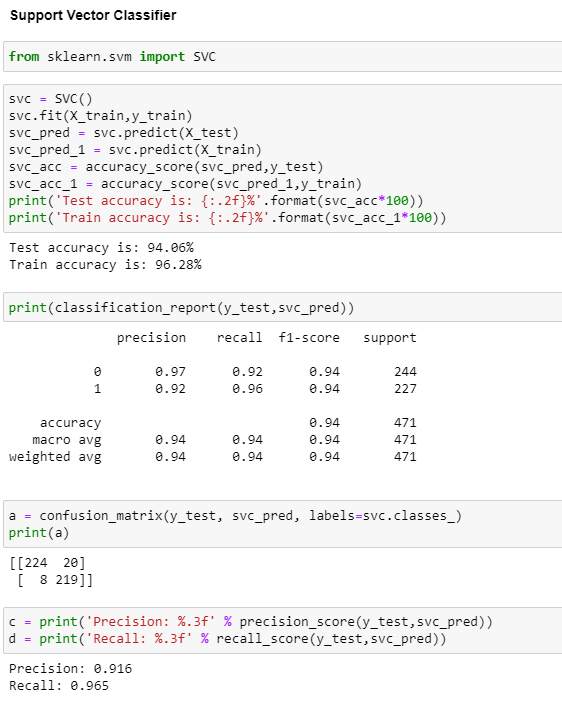 Support Vector Classifier
from sklearn.svm import SVC
svc = SVC()
svc.fit(X_train,y_train)
svc_pred = svc.predict(X_test)
svc_pred_1 = svc.predict(X_train)
svc_acc = accuracy_score(svc_pred,y_test)
svc_acc_1 = accuracy_score(svc_pred_1,y_train)
print('Test accuracy is: {:.2f}%'.format(svc_acc*100))
print('Train accuracy is: {:.2f}%'.format(svc_acc_1*100))
Test accuracy is: 94.06%
Train accuracy is: 96.28%
print(classification_report(y_test,svc_pred))
              precision    recall  f1-score   support
           0       0.97      0.92      0.94       244
           1       0.92      0.96      0.94       227
    accuracy                           0.94       471
   macro avg       0.94      0.94      0.94       471
weighted avg       0.94      0.94      0.94       471
a = confusion_matrix(y_test, svc_pred, labels=svc.classes_)
print(a)
[[224  20]
 [  8 219]]
c = print('Precision: %.3f' % precision_score(y_test,svc_pred))
d = print('Recall: %.3f' % recall_score(y_test,svc_pred))
Precision: 0.916
Recall: 0.965